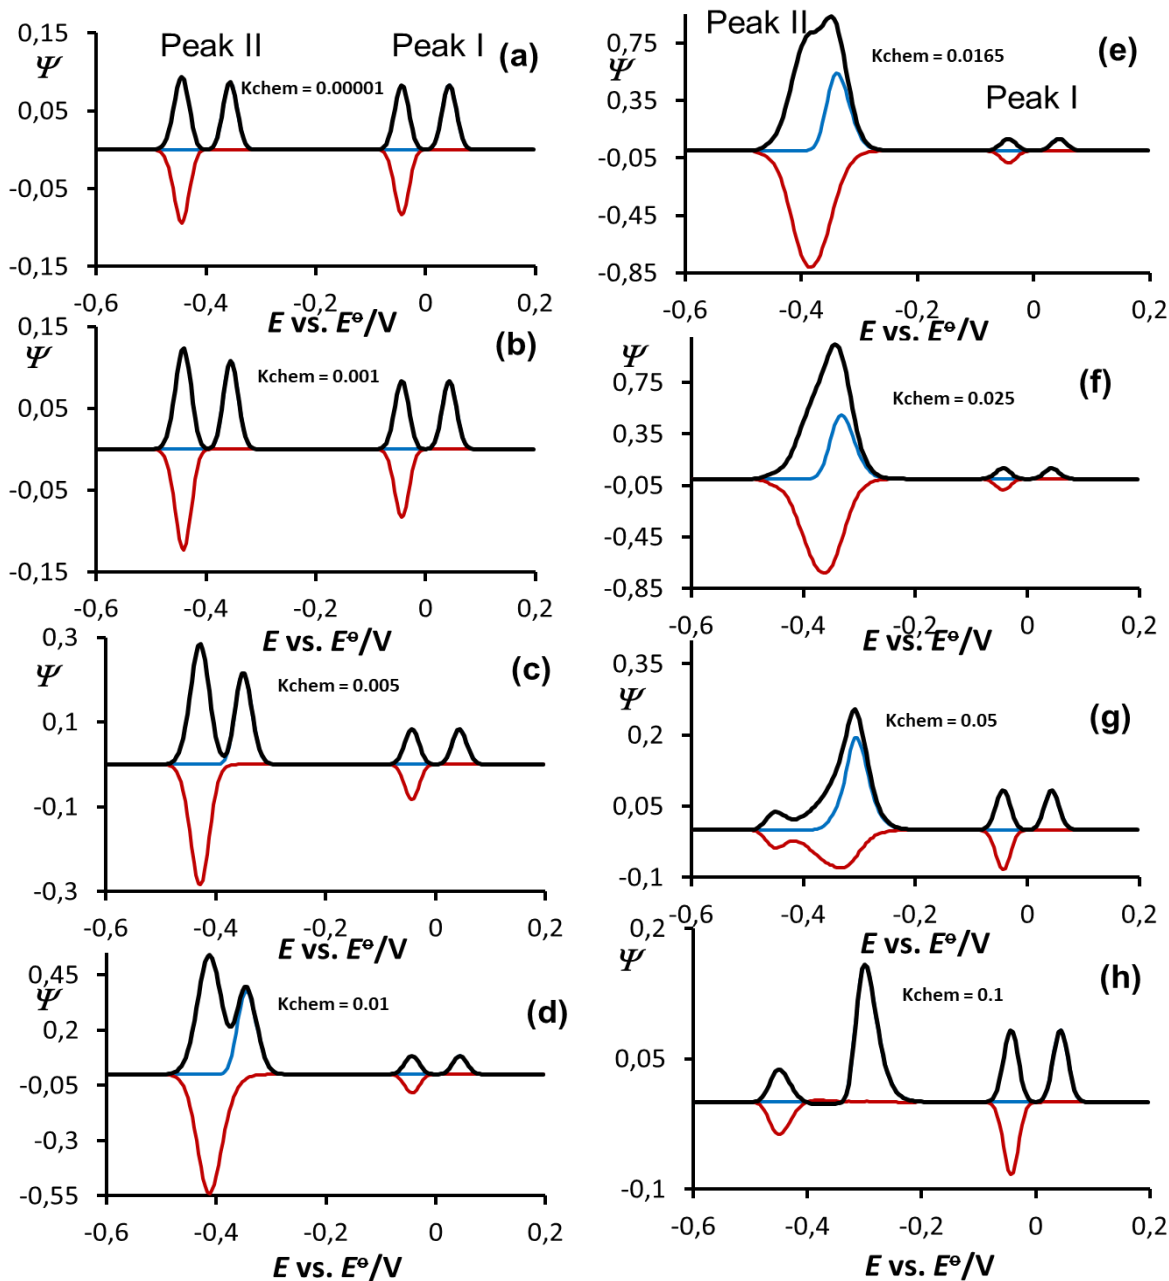 0,15
Peak II
Peak I
(a)
Ψ
Kchem = 0.00001
0,05
-0,05
-0,15
-0,6
-0,4
-0,2
0
0,2
E vs. E⊖/V
0,15
(b)
Ψ
Kchem = 0.001
0,05
-0,05
-0,15
-0,6
-0,4
-0,2
0
0,2
E vs. E⊖/V
0,3
Ψ
(c)
Kchem = 0.005
0,1
-0,1
-0,3
-0,6
-0,4
-0,2
0
0,2
E vs. E⊖/V
0,45
Ψ
Kchem = 0.01
(d)
0,2
-0,05
-0,3
-0,55
-0,6
-0,4
-0,2
0
0,2
E vs. E⊖/V
Peak II
0,75
Kchem = 0.0165
(e)
Ψ
0,35
Peak I
-0,05
-0,45
-0,85
-0,6
-0,4
-0,2
0
0,2
E vs. E⊖/V
Ψ
0,75
(f)
Kchem = 0.025
0,35
-0,05
-0,45
-0,85
-0,6
-0,4
-0,2
0
0,2
E vs. E⊖/V
0,35
Ψ
(g)
Kchem = 0.05
0,2
0,05
-0,1
-0,6
-0,4
-0,2
0
0,2
E vs. E⊖/V
0,2
Ψ
(h)
Kchem = 0.1
0,05
-0,1
-0,6
-0,4
-0,2
0
0,2
E vs. E⊖/V